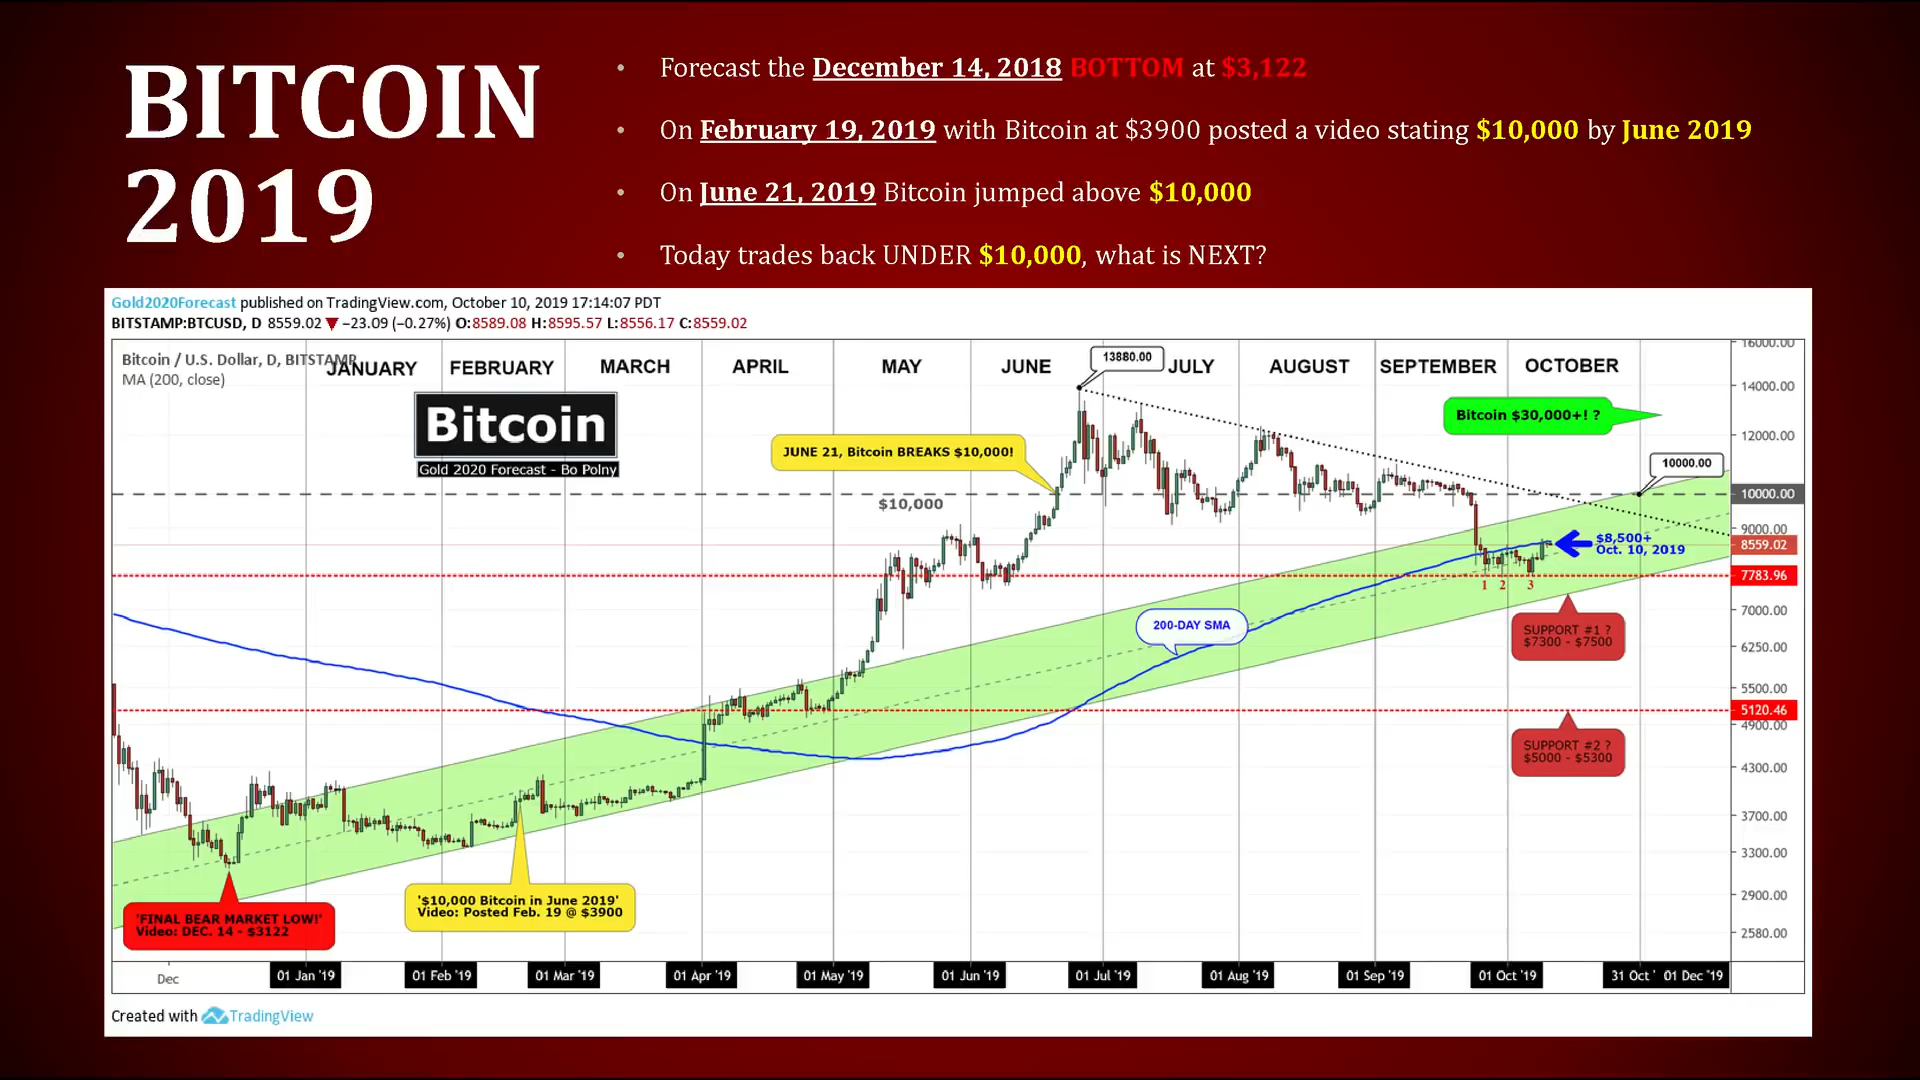 BITCOIN
2019
• Forecast the December 14, 2018 BOTTOM at $3,122
• On February 19, 2019 with Bitcoin at $3900 posted a video stating $10,000 by June 2019
• On June 21, 2019 Bitcoin jumped above $10,000
• Today trades back UNDER $10,000, what is NEXT?
Gold2020Forecast published on TradingView.com, October 10, 2019 17:14:07 PDT
BITSTAMP:BTCUSD, D 8559.02 ▼ −23.09 (−0.27%) O:8589.08 H:8595.57 L:8556.17 C:8559.02
Bitcoin / U.S. Dollar, D, BITSTAMP
MA (200, close)
JANUARY FEBRUARY MARCH APRIL MAY JUNE JULY AUGUST SEPTEMBER OCTOBER
13880.00
Bitcoin
Gold 2020 Forecast - Bo Polny
JUNE 21, Bitcoin BREAKS $10,000!
Bitcoin $30,000+! ?
10000.00
$10,000
$8,500+
Oct. 10, 2019
1 2 3
200-DAY SMA
SUPPORT #1 ?
$7300 - $7500
SUPPORT #2 ?
$5000 - $5300
'$10,000 Bitcoin in June 2019'
Video: Posted Feb. 19 @ $3900
'FINAL BEAR MARKET LOW!'
Video: DEC. 14 - $3122
16000.00
14000.00
12000.00
10000.00
9000.00
8559.02
7783.96
7000.00
6250.00
5500.00
5120.46
4900.00
4300.00
3700.00
3300.00
2900.00
2580.00
Dec 01 Jan '19 01 Feb '19 01 Mar '19 01 Apr '19 01 May '19 01 Jun '19 01 Jul '19 01 Aug '19 01 Sep '19 01 Oct '19 31 Oct ' 01 Dec '19
Created with TradingView